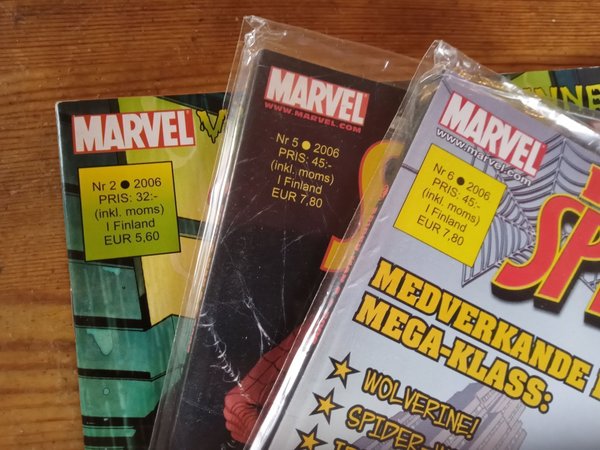 MARVEL
Nr 2 ● 2006
PRIS: 32:-
(inkl. moms)
I Finland
EUR 5,60
MARVEL
WWW.MARVEL.COM
Nr 5 ● 2006
PRIS: 45:-
(inkl. moms)
I Finland
EUR 7,80
MARVEL
www.marvel.com
Nr 6 ● 2006
PRIS: 45:-
(inkl. moms)
I Finland
EUR 7,80
MEDVERKANDE
MEGA-KLASS:
WOLVERINE!